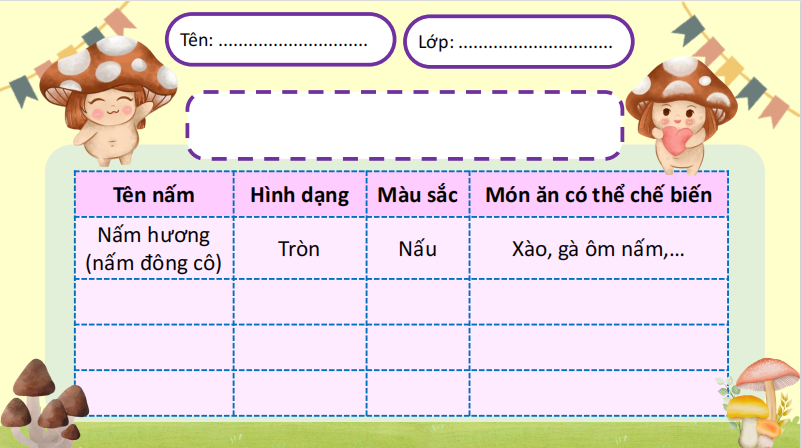 Tên: ..............................
Lớp: ...............................
Tên nấm Hình dạng Màu sắc Món ăn có thể chế biến
Nấm hương
(nấm đông cô) Tròn Nấu Xào, gà ôm nấm,...